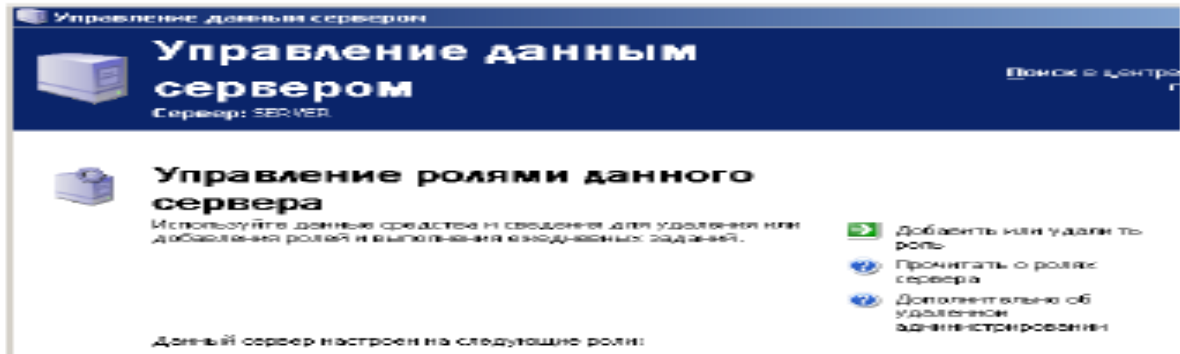 Управление данным сервером
Управление данным
сервером
Сервер: SERVER
Поиск в центре
Управление ролями данного
сервера
Используйте данные средства и сведения для удаления или
добавления ролей и выполнения ежедневных заданий.
Добавить или удалить
роль
Прочитать о ролях
сервера
Дополнительно об
удаленном
администрировании
Данный сервер настроен на следующие роли: